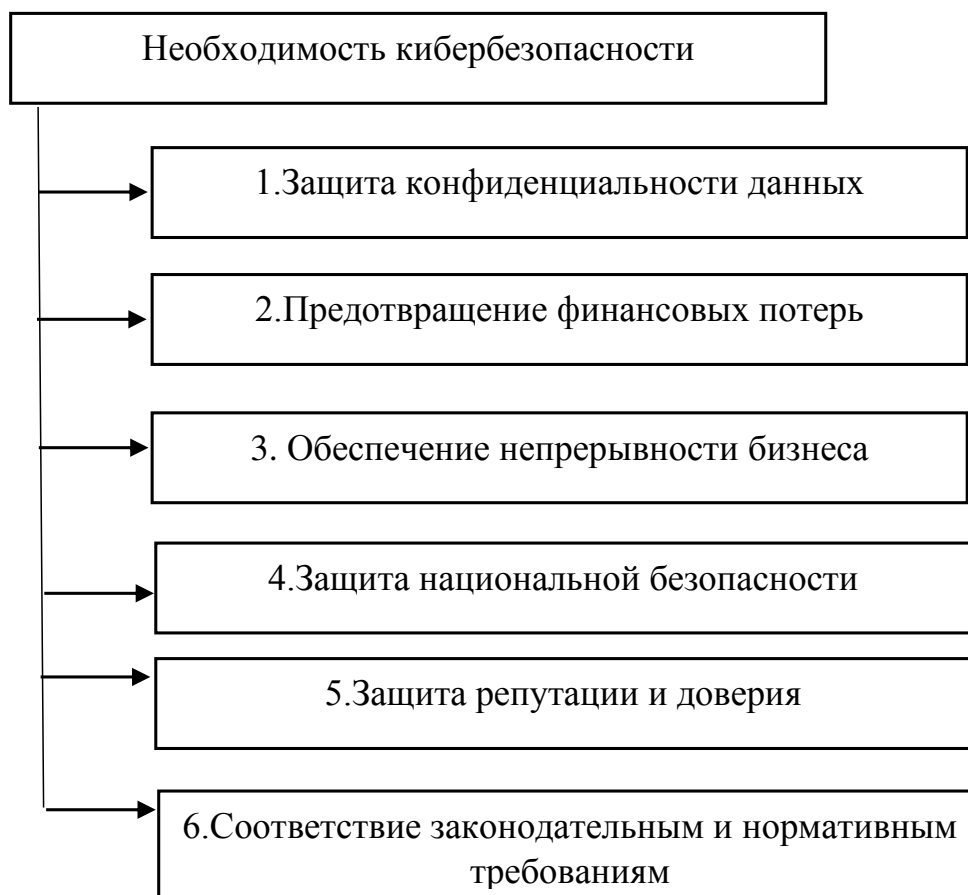 Необходимость кибербезопасности
1.Защита конфиденциальности данных
2.Предотвращение финансовых потерь
3. Обеспечение непрерывности бизнеса
4.Защита национальной безопасности
5.Защита репутации и доверия
6.Соответствие законодательным и нормативным
требованиям